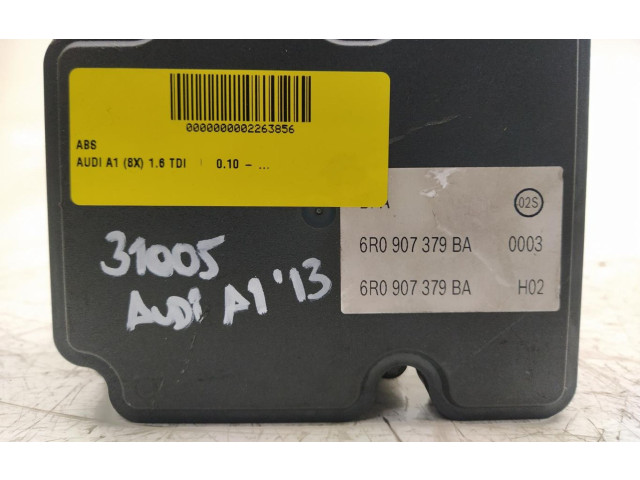 0000000002263856
ABS
AUDI A1 (8X) 1.6 TDI | 0.10 - ...
02S
6R0 907 379 BA 0003
6R0 907 379 BA H02
31005
AUDI A1 '13